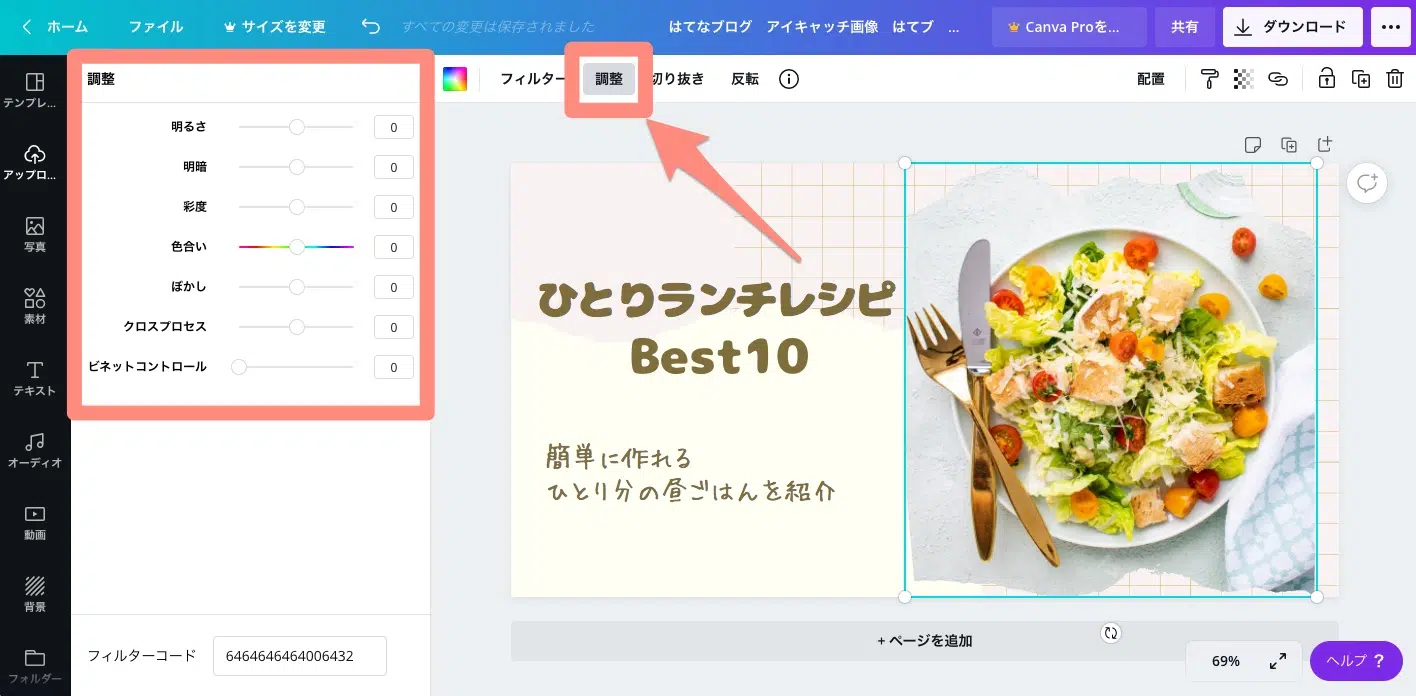 ホーム ファイル サイズを変更 すべての変更は保存されました はてなブログ アイキャッチ画像 はてブ ... Canva Proを... 共有 ダウンロード
調整
フィルター 調整 切り抜き 反転 配置
テンプレ...
アップロ...
写真
素材
テキスト
オーディオ
動画
背景
フォルダー
明るさ 0
明暗 0
彩度 0
色合い 0
ぼかし 0
クロスプロセス 0
ビネットコントロール 0
フィルターコード 6464646464006432
ひとりランチレシピ
Best10
簡単に作れる
ひとり分の昼ごはんを紹介
+ ページを追加
69% ヘルプ ?